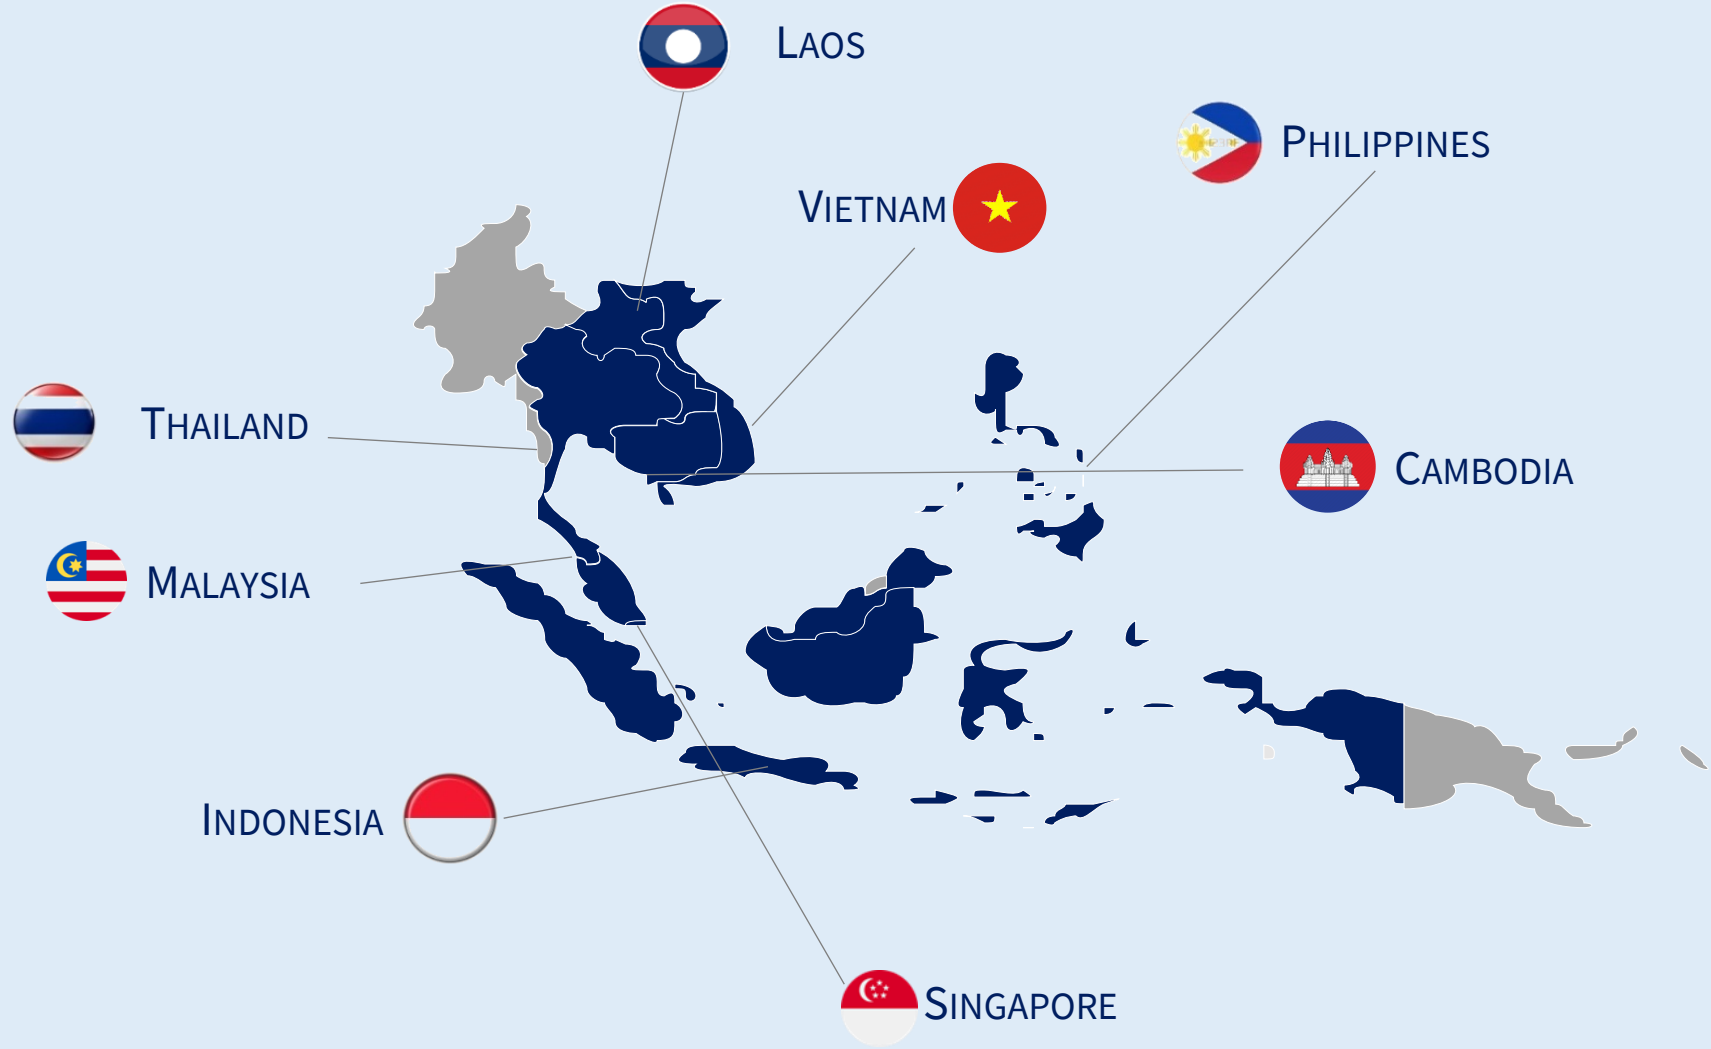 LAOS
PHILIPPINES
VIETNAM
THAILAND
CAMBODIA
MALAYSIA
INDONESIA
SINGAPORE